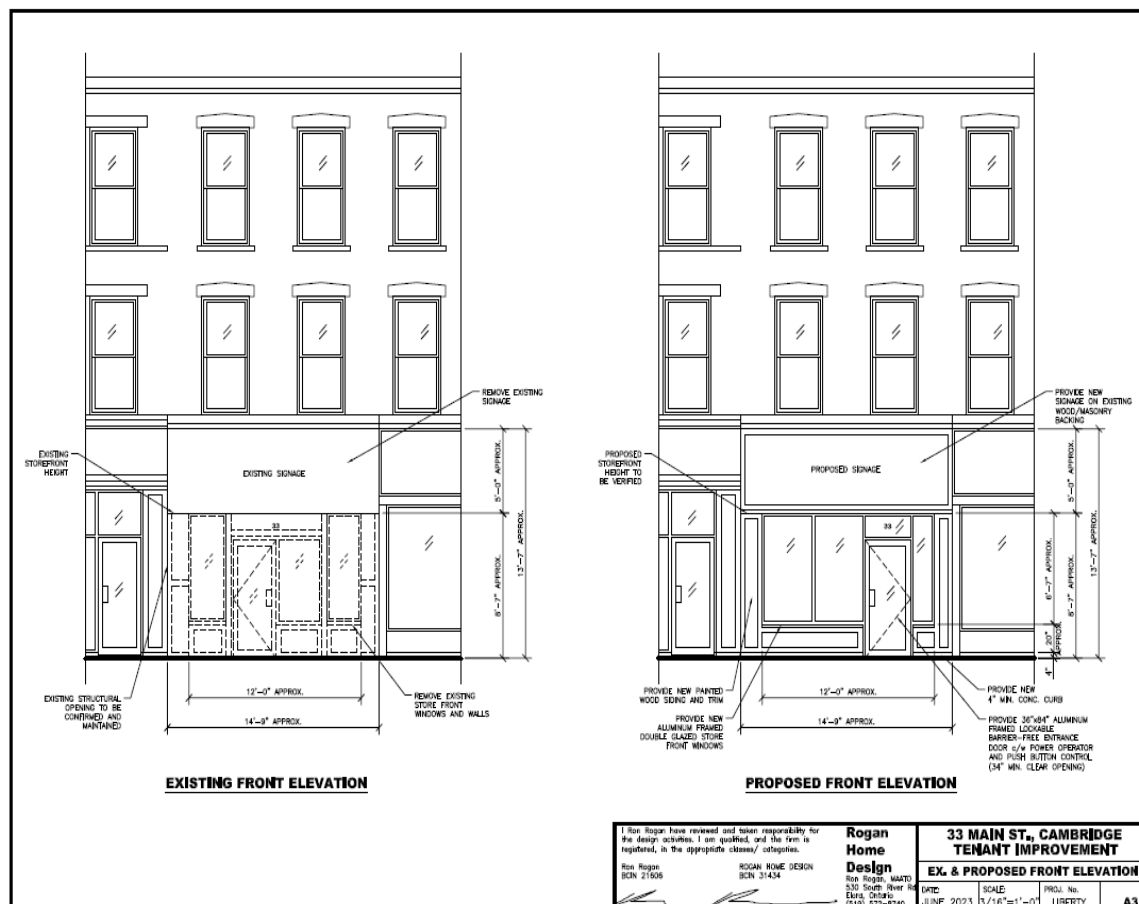 REMOVE EXISTING
SIGNAGE
EXISTING
STOREFRONT
HEIGHT
EXISTING SIGNAGE
5'-0" APPROX.
13'-7" APPROX.
8'-7" APPROX.
33
12'-0" APPROX.
14'-9" APPROX.
EXISTING STRUCTURAL
OPENING TO BE
CONFIRMED AND
MAINTAINED
REMOVE EXISTING
STORE FRONT
WINDOWS AND WALLS
EXISTING FRONT ELEVATION
PROVIDE NEW
SIGNAGE ON EXISTING
WOOD/MASONRY
BACKING
PROPOSED
STOREFRONT
HEIGHT TO
BE VERIFIED
PROPOSED SIGNAGE
5'-0" APPROX.
13'-7" APPROX.
6'-7" APPROX.
8'-7" APPROX.
20"
APPROX.
4"
33
12'-0" APPROX.
14'-9" APPROX.
PROVIDE NEW PAINTED
WOOD SIDING AND TRIM
PROVIDE NEW
ALUMINUM FRAMED
DOUBLE GLAZED STORE
FRONT WINDOWS
PROVIDE NEW
4" MIN. CONC. CURB
PROVIDE 36"x84" ALUMINUM
FRAMED LOCKABLE
BARRIER-FREE ENTRANCE
DOOR c/w POWER OPERATOR
AND PUSH BUTTON CONTROL
(34" MIN. CLEAR OPENING)
PROPOSED FRONT ELEVATION
I Ron Rogan have reviewed and taken responsibility for
the design activities. I am qualified, and the firm is
registered, in the appropriate classes/ categories.
Ron Rogan
BCIN 21606
ROGAN HOME DESIGN
BCIN 31434
Rogan
Home
Design
Ron Rogan, MAATO
530 South River Rd
Elora, Ontario
33 MAIN ST., CAMBRIDGE
TENANT IMPROVEMENT
EX. & PROPOSED FRONT ELEVATION
DATE:
JUNE 2023
SCALE:
3/16"=1'-0"
PROJ. No.
LIBERTY
A3